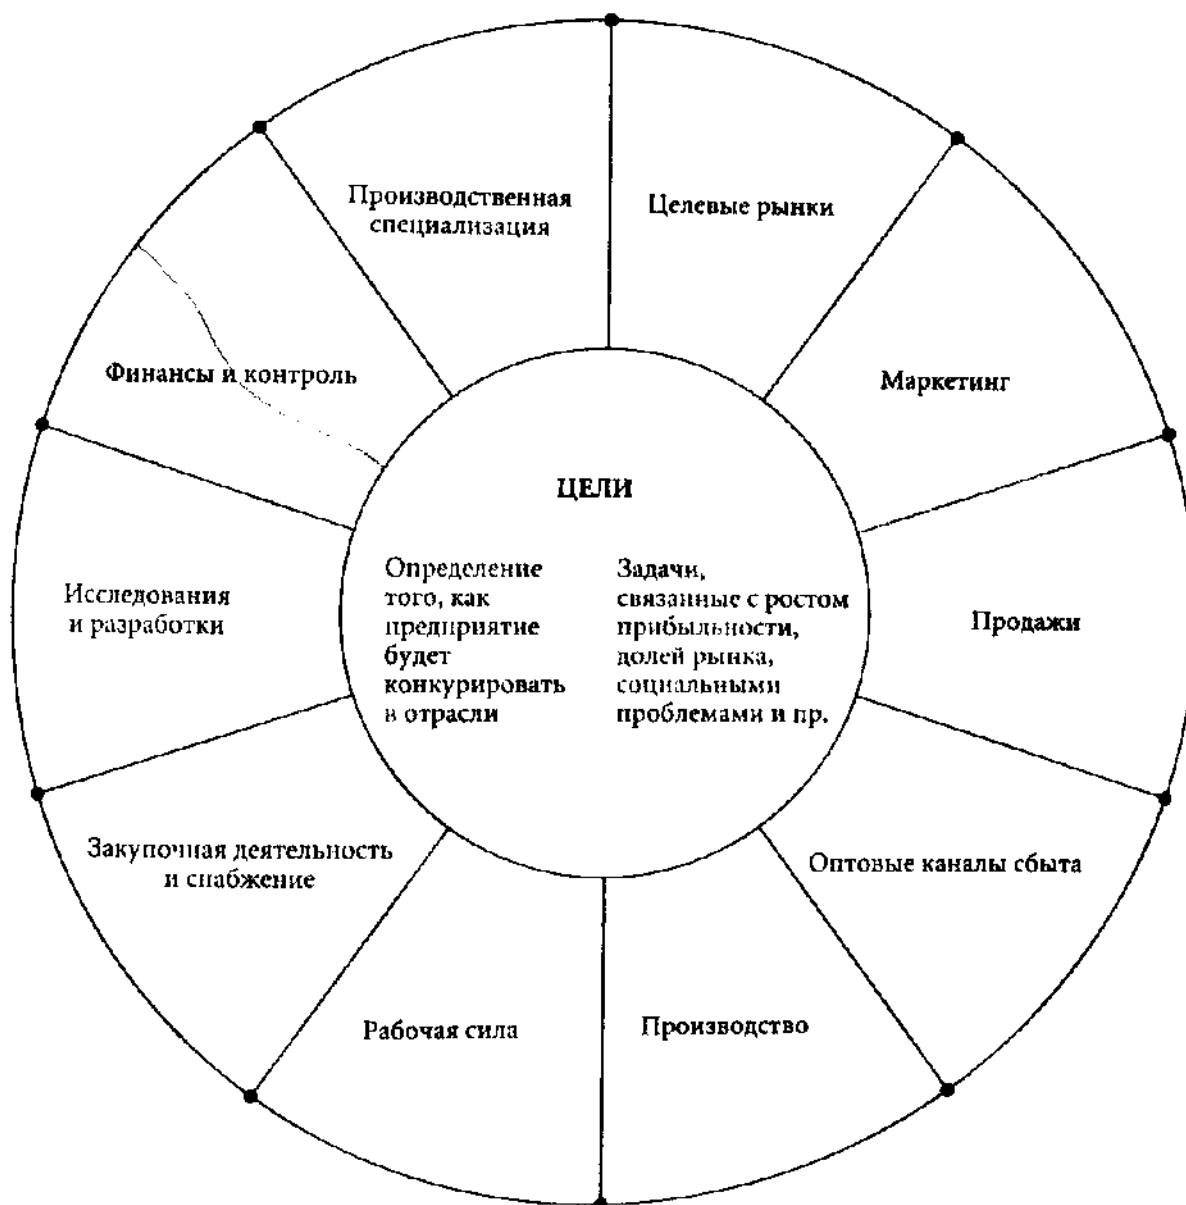 Производственная
специализация
Целевые рынки
Маркетинг
Продажи
Оптовые каналы сбыта
Производство
Рабочая сила
Закупочная деятельность
и снабжение
Исследования
и разработки
Финансы и контроль
ЦЕЛИ
Определение
того, как
предприятие
будет
конкурировать
в отрасли
Задачи,
связанные с ростом
прибыльности,
долей рынка,
социальными
проблемами и пр.